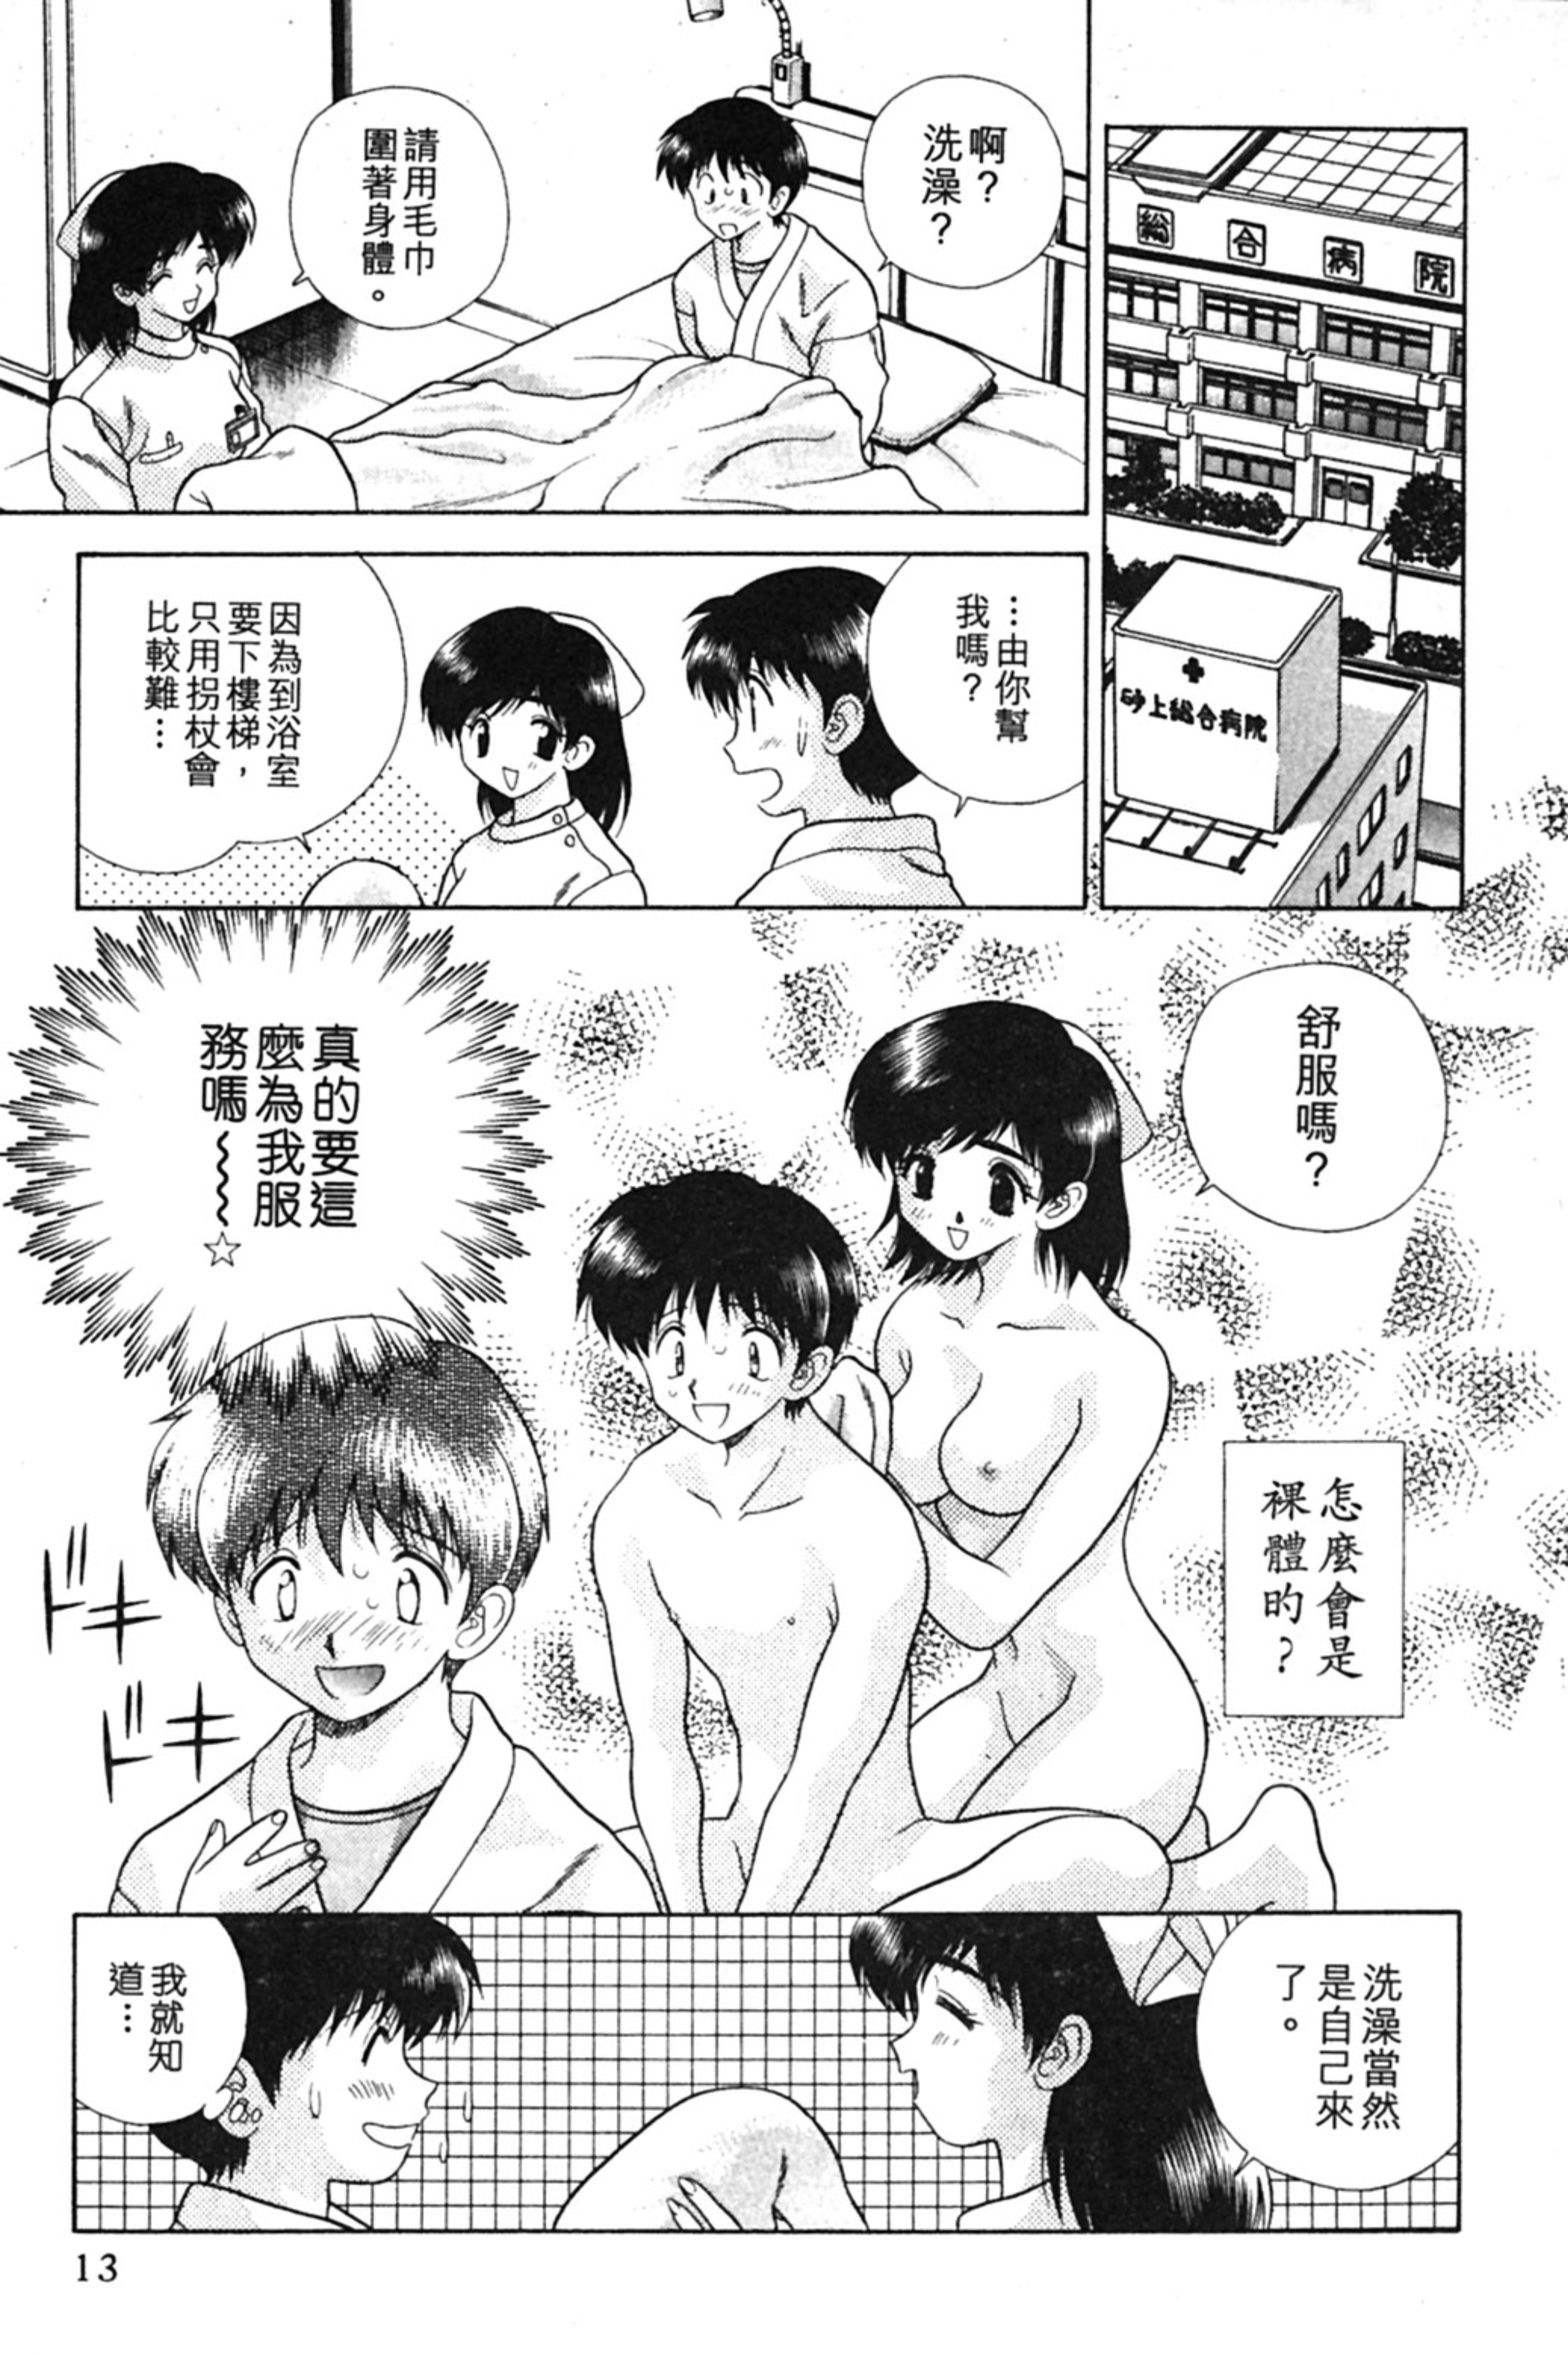 総合病院
砂上総合病院
啊？
洗澡？
請用毛巾
圍著身體。
…由你幫
我嗎？
因為到浴室
要下樓梯，
只用拐杖會
比較難…
舒服嗎？
怎麼會是
裸體的？
真的要這
麼為我服
務嗎～～～☆
ドキ
ドキ
洗澡當然
是自己來
了。
我就知
道…
13